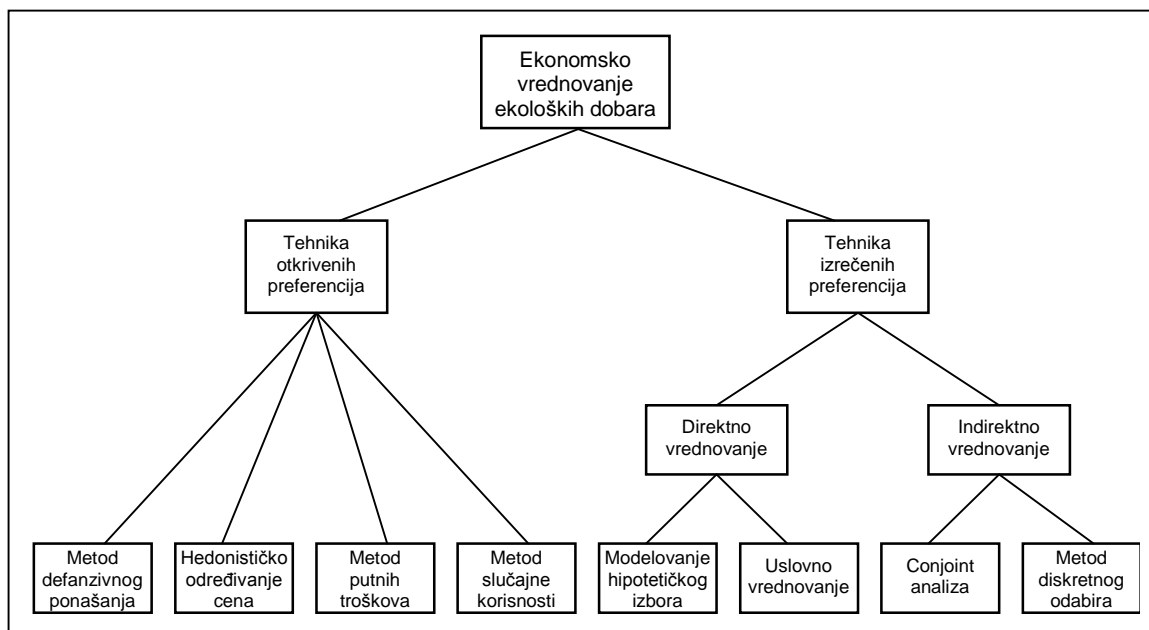 Ekonomsko
vrednovanje
ekoloških dobara
Tehnika
otkrivenih
preferencija
Tehnika
izrečenih
preferencija
Direktno
vrednovanje
Indirektno
vrednovanje
Metod
defanzivnog
ponašanja
Hedonističko
određivanje
cena
Metod
putnih
troškova
Metod
slučajne
korisnosti
Modelovanje
hipotetičkog
izbora
Uslovno
vrednovanje
Conjoint
analiza
Metod
diskretnog
odabira